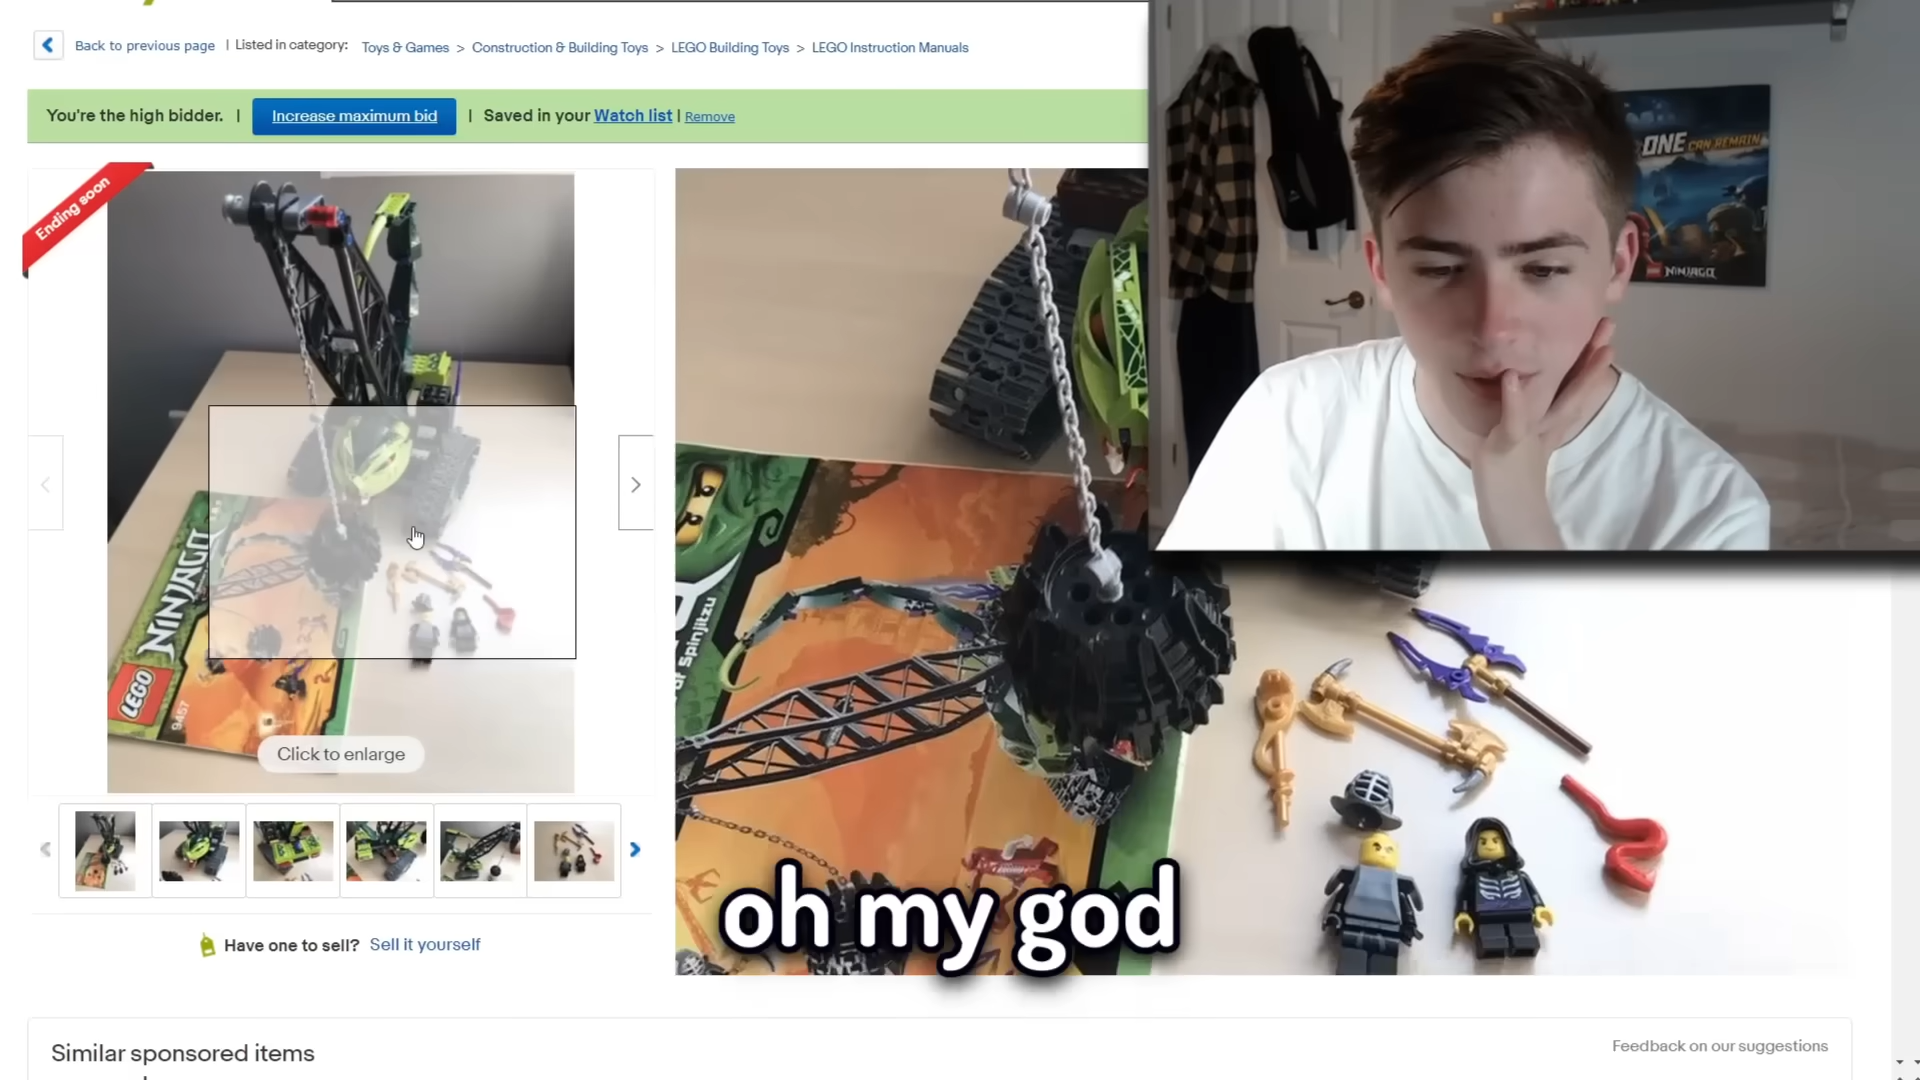 Back to previous page | Listed in category: Toys & Games > Construction & Building Toys > LEGO Building Toys > LEGO Instruction Manuals
You're the high bidder. | Increase maximum bid | Saved in your Watch list | Remove
Ending soon
ONE CAN REMAIN
NINJAGO
NINJAGO
LEGO
9457
of Spinjitzu
Click to enlarge
oh my god
Have one to sell? Sell it yourself
Similar sponsored items
Feedback on our suggestions